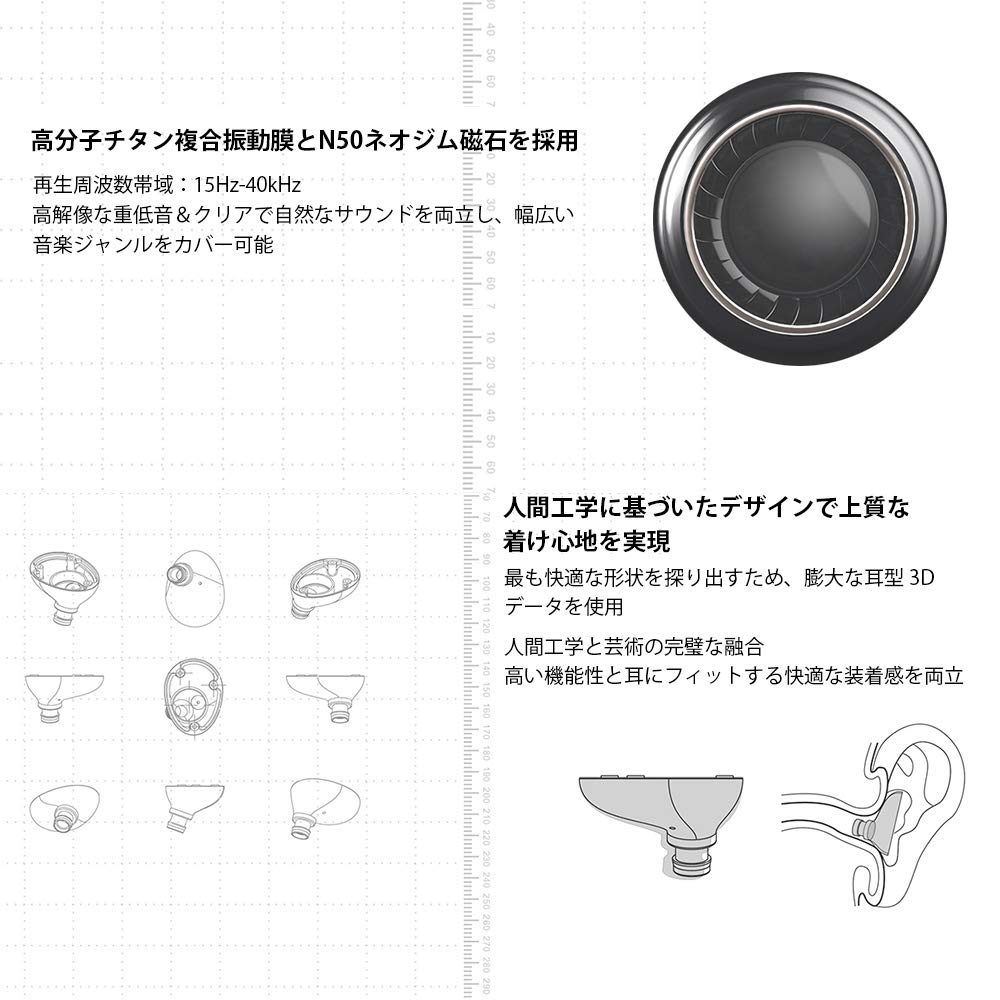 高分子チタン複合振動膜とN50ネオジム磁石を採用
再生周波数帯域：15Hz-40kHz
高解像な重低音＆クリアで自然なサウンドを両立し、幅広い
音楽ジャンルをカバー可能
人間工学に基づいたデザインで上質な
着け心地を実現
最も快適な形状を探り出すため、膨大な耳型 3D
データを使用
人間工学と芸術の完璧な融合
高い機能性と耳にフィットする快適な装着感を両立